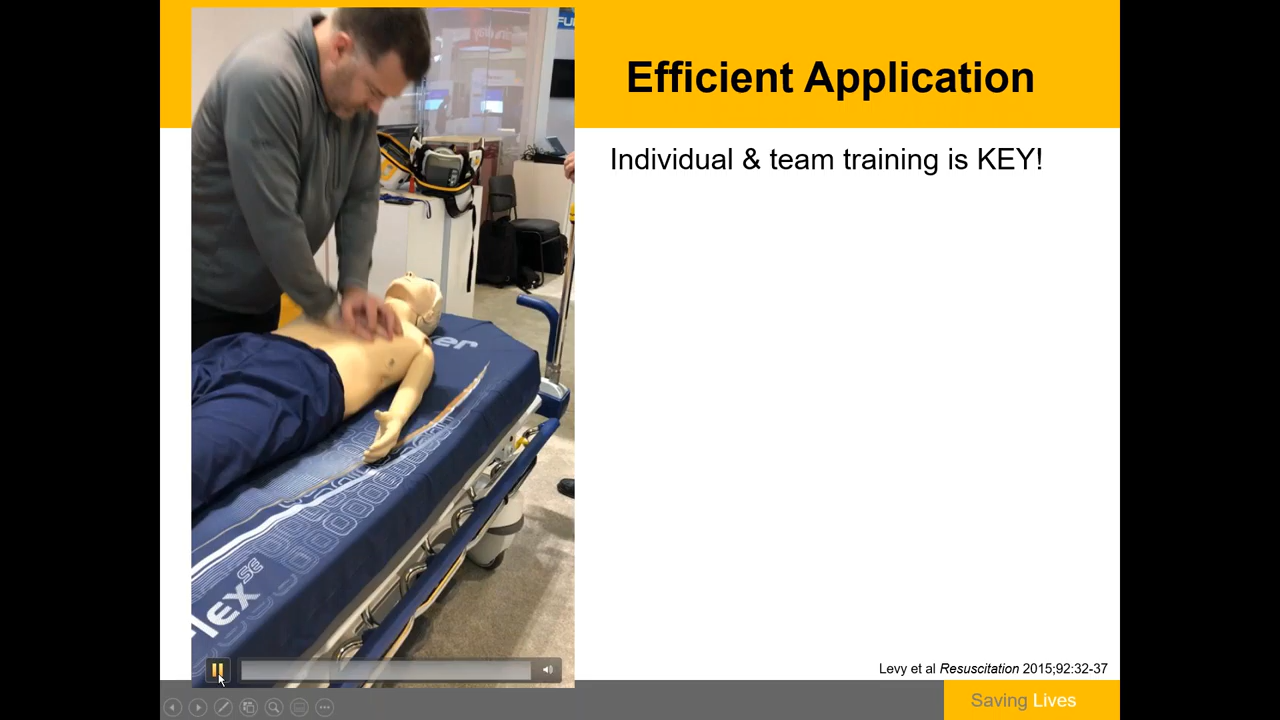 Efficient Application
Individual & team training is KEY!
Levy et al Resuscitation 2015;92:32-37
Saving Lives